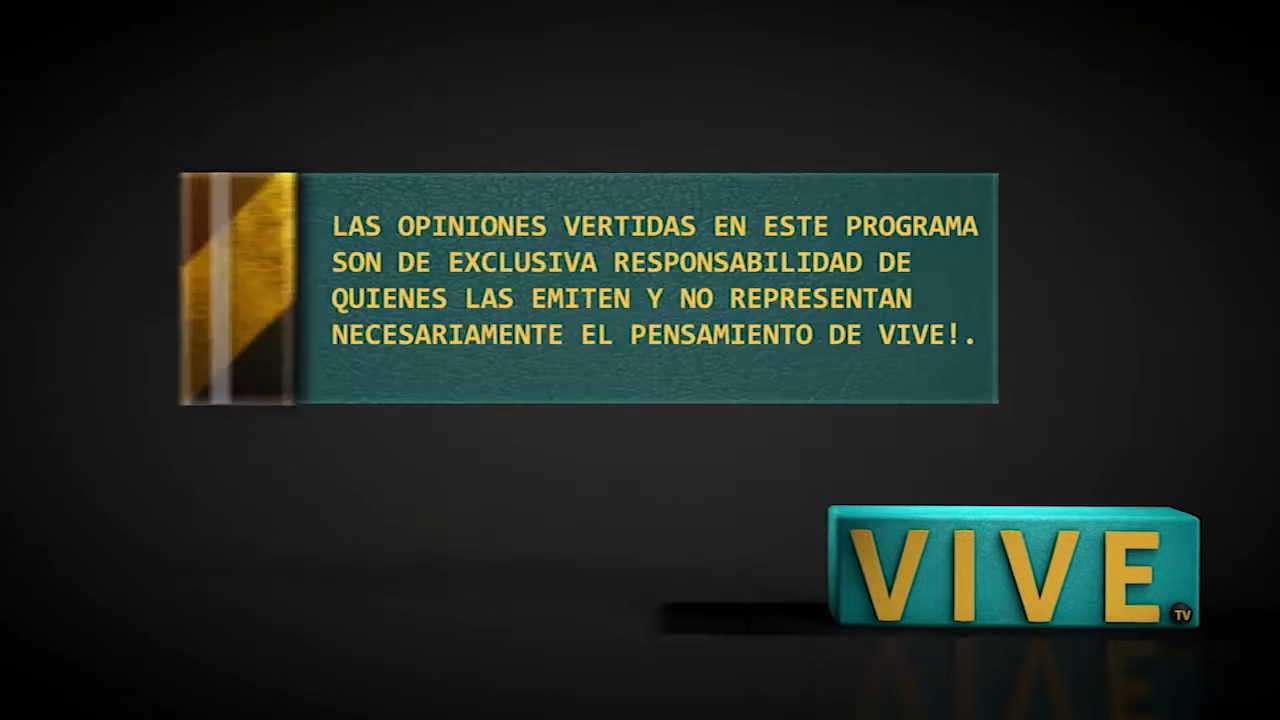 LAS OPINIONES VERTIDAS EN ESTE PROGRAMA
SON DE EXCLUSIVA RESPONSABILIDAD DE
QUIENES LAS EMITEN Y NO REPRESENTAN
NECESARIAMENTE EL PENSAMIENTO DE VIVE!.
VIVE
TV